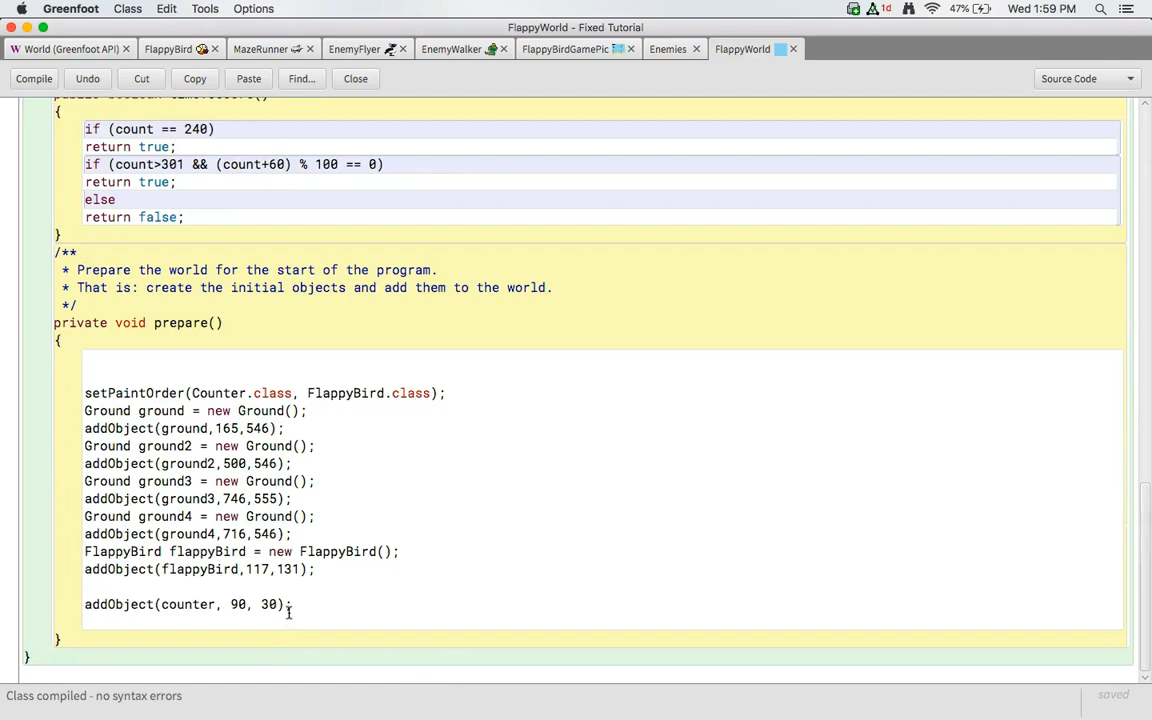 Greenfoot Class Edit Tools Options 1d 47% Wed 1:59 PM
FlappyWorld - Fixed Tutorial
World (Greenfoot API) FlappyBird MazeRunner EnemyFlyer EnemyWalker FlappyBirdGamePic Enemies FlappyWorld
Compile Undo Cut Copy Paste Find... Close Source Code
{
if (count == 240)
return true;
if (count>301 && (count+60) % 100 == 0)
return true;
else
return false;
}
/**
* Prepare the world for the start of the program.
* That is: create the initial objects and add them to the world.
*/
private void prepare()
{
setPaintOrder(Counter.class, FlappyBird.class);
Ground ground = new Ground();
addObject(ground,165,546);
Ground ground2 = new Ground();
addObject(ground2,500,546);
Ground ground3 = new Ground();
addObject(ground3,746,555);
Ground ground4 = new Ground();
addObject(ground4,716,546);
FlappyBird flappyBird = new FlappyBird();
addObject(flappyBird,117,131);
addObject(counter, 90, 30);
}
}
Class compiled - no syntax errors
saved